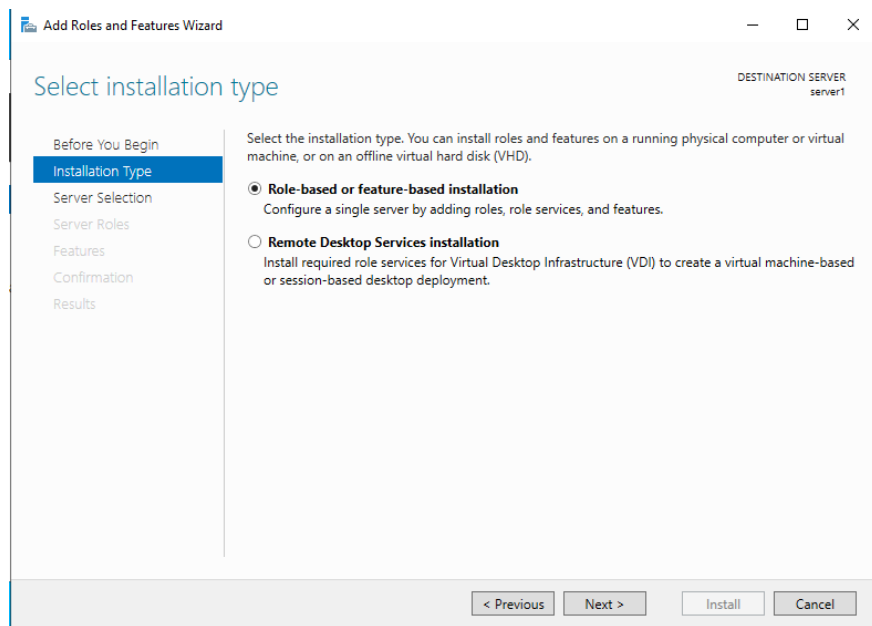 Add Roles and Features Wizard
Select installation type
DESTINATION SERVER
server1
Before You Begin
Installation Type
Server Selection
Server Roles
Features
Confirmation
Results
Select the installation type. You can install roles and features on a running physical computer or virtual
machine, or on an offline virtual hard disk (VHD).
Role-based or feature-based installation
Configure a single server by adding roles, role services, and features.
Remote Desktop Services installation
Install required role services for Virtual Desktop Infrastructure (VDI) to create a virtual machine-based
or session-based desktop deployment.
< Previous
Next >
Install
Cancel